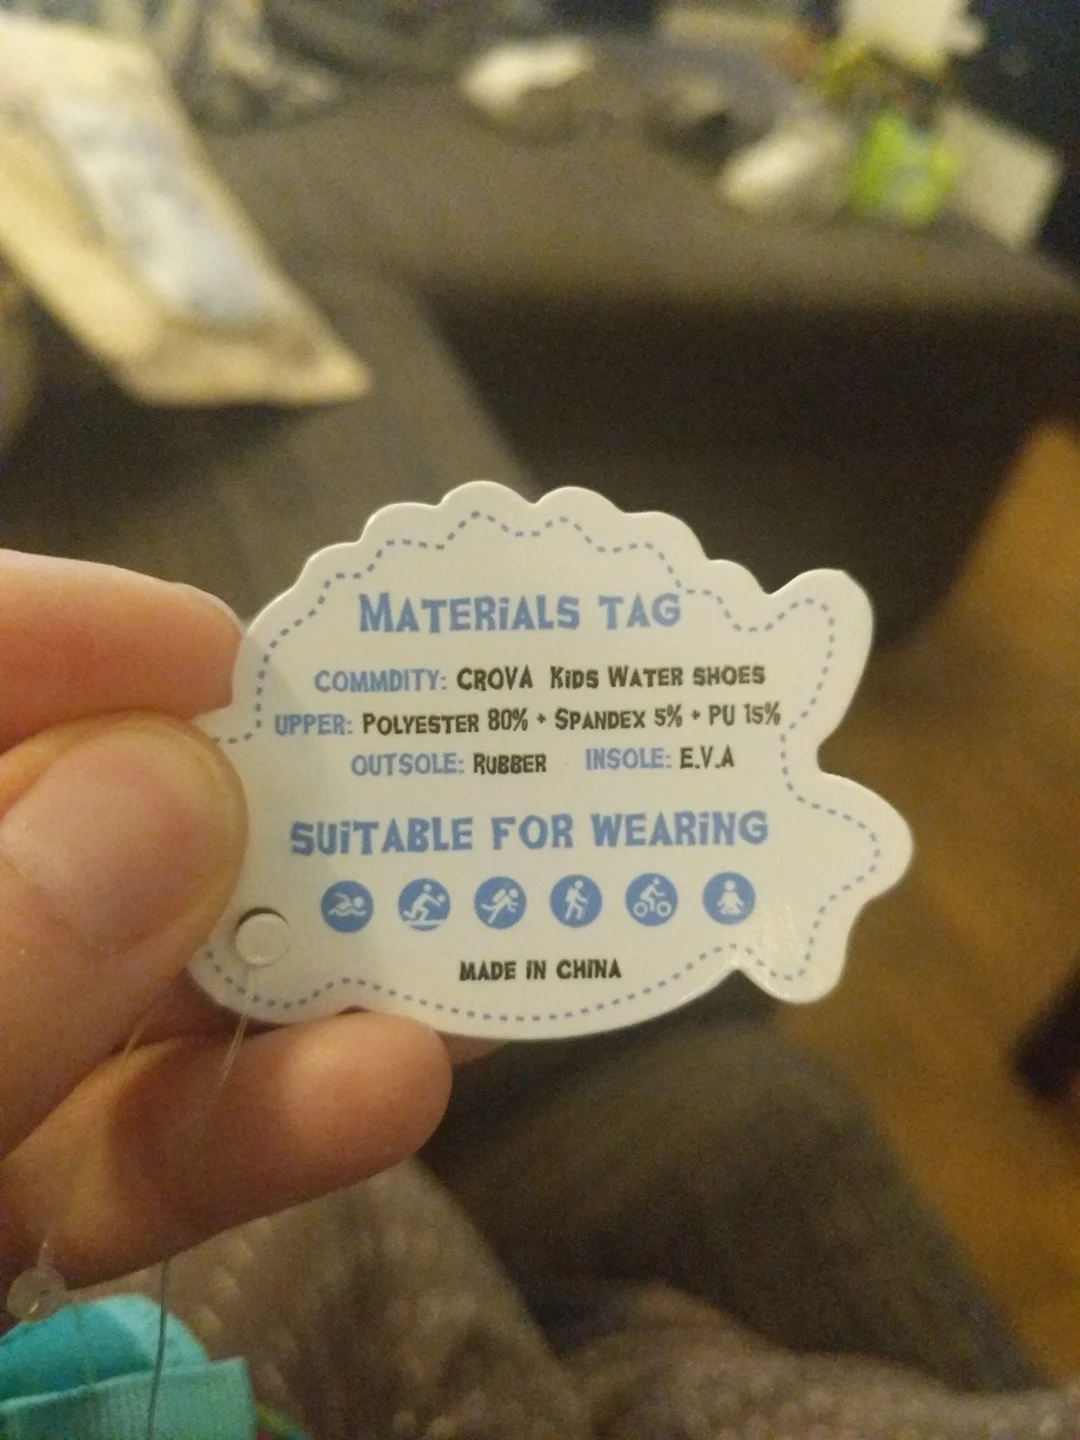 MATERiALS TAG
COMMDITY: CROVA KiDS WATER SHOES
UPPER: POLYESTER 80% + SPANDEX 5% + PU 15%
OUTSOLE: RUBBER INSOLE: E.V.A
SUiTABLE FOR WEARiNG
MADE IN CHiNA